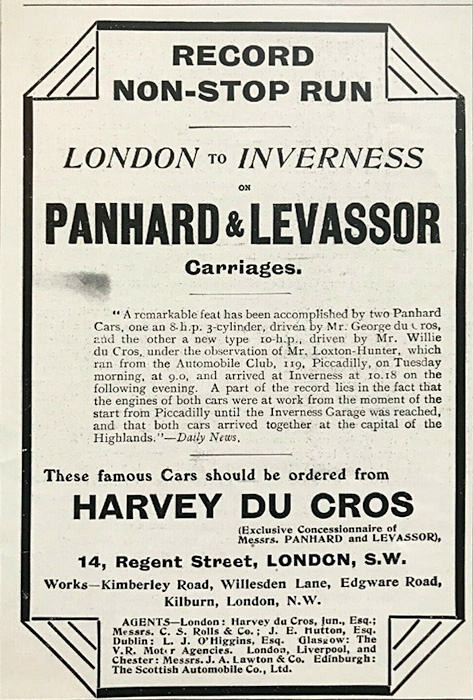 RECORD
NON-STOP RUN
LONDON TO INVERNESS
ON
PANHARD & LEVASSOR
Carriages.
"A remarkable feat has been accomplished by two Panhard
Cars, one an 8-h.p. 3-cylinder, driven by Mr. George du Cros,
and the other a new type 10-h.p., driven by Mr. Willie
du Cros, under the observation of Mr. Loxton-Hunter, which
ran from the Automobile Club, 119, Piccadilly, on Tuesday
morning, at 9.0, and arrived at Inverness at 10.18 on the
following evening. A part of the record lies in the fact that
the engines of both cars were at work from the moment of the
start from Piccadilly until the Inverness Garage was reached,
and that both cars arrived together at the capital of the
Highlands."—Daily News.
These famous Cars should be ordered from
HARVEY DU CROS
(Exclusive Concessionnaire of
Messrs. PANHARD and LEVASSOR),
14, Regent Street, LONDON, S.W.
Works—Kimberley Road, Willesden Lane, Edgware Road,
Kilburn, London, N.W.
AGENTS—London: Harvey du Cros, Jun., Esq.;
Messrs. C. S. Rolls & Co.; J. E. Hutton, Esq.
Dublin: L. J. O'Higgins, Esq. Glasgow: The
V.R. Motor Agencies. London, Liverpool, and
Chester: Messrs. J. A. Lawton & Co. Edinburgh:
The Scottish Automobile Co., Ltd.